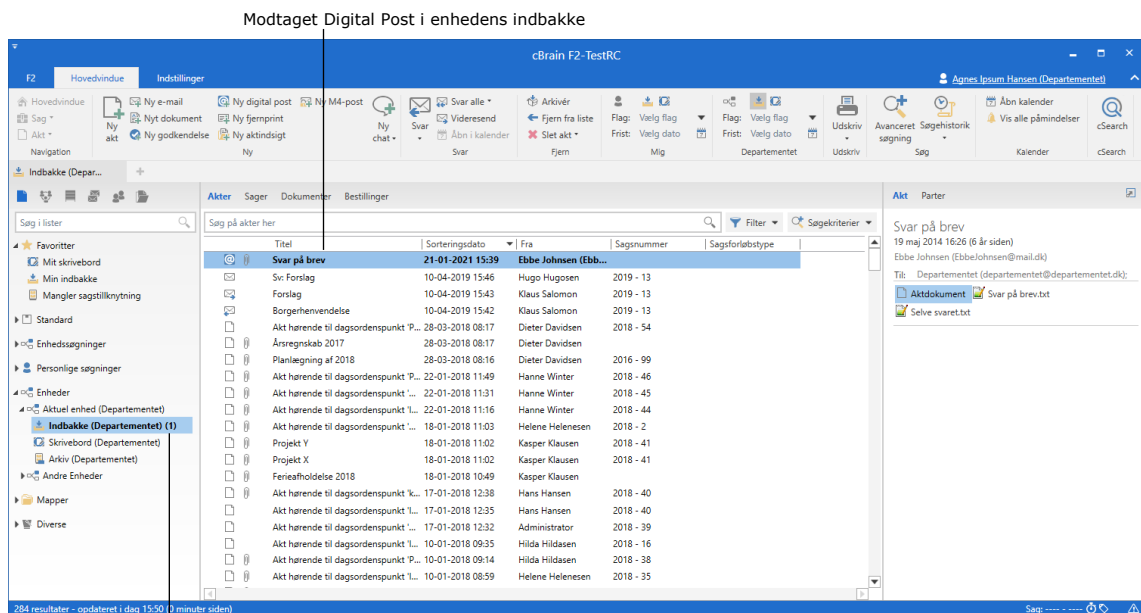 Modtaget Digital Post i enhedens indbakke
cBrain F2-TestRC
F2 Hovedvindue Indstillinger Agnes Ipsum Hansen (Departementet)
Hovedvindue
Sag
Akt
Navigation
Ny akt
Ny e-mail
Nyt dokument
Ny godkendelse
Ny digital post
Ny fjernprint
Ny aktindsigt
Ny M4-post
Ny chat
Ny
Svar
Svar alle
Videresend
Åbn i kalender
Svar
Arkivér
Fjern fra liste
Slet akt
Fjern
Flag: Vælg flag
Frist: Vælg dato
Mig
Flag: Vælg flag
Frist: Vælg dato
Departementet
Udskriv
Udskriv
Avanceret søgning
Søgehistorik
Søg
Åbn kalender
Vis alle påmindelser
Kalender
cSearch
cSearch
Indbakke (Depar...
Søg i lister
Favoritter
Mit skrivebord
Min indbakke
Mangler sagstilknytning
Standard
Enhedssøgninger
Personlige søgninger
Enheder
Aktuel enhed (Departementet)
Indbakke (Departementet) (1)
Skrivebord (Departementet)
Arkiv (Departementet)
Andre Enheder
Mapper
Diverse
Akter Sager Dokumenter Bestillinger
Søg på akter her Filter Søgekriterier
Titel Sorteringsdato Fra Sagsnummer Sagsforløbstype
Svar på brev 21-01-2021 15:39 Ebbe Johnsen (Ebb...
Sv: Forslag 10-04-2019 15:46 Hugo Hugosen 2019 - 13
Forslag 10-04-2019 15:43 Klaus Salomon 2019 - 13
Borgerhenvendelse 10-04-2019 15:42 Klaus Salomon 2019 - 13
Akt hørende til dagsordenspunkt 'P... 28-03-2018 08:17 Dieter Davidsen 2018 - 54
Årsregnskab 2017 28-03-2018 08:17 Dieter Davidsen
Planlægning af 2018 28-03-2018 08:16 Dieter Davidsen 2016 - 99
Akt hørende til dagsordenspunkt 'P... 22-01-2018 11:49 Hanne Winter 2018 - 46
Akt hørende til dagsordenspunkt '... 22-01-2018 11:31 Hanne Winter 2018 - 45
Akt hørende til dagsordenspunkt 'I... 22-01-2018 11:16 Hanne Winter 2018 - 44
Akt hørende til dagsordenspunkt '... 18-01-2018 11:03 Helene Helenesen 2018 - 2
Projekt Y 18-01-2018 11:02 Kasper Klausen 2018 - 41
Projekt X 18-01-2018 11:02 Kasper Klausen 2018 - 41
Ferieafholdelse 2018 18-01-2018 10:49 Kasper Klausen
Akt hørende til dagsordenspunkt 'k... 17-01-2018 12:38 Hans Hansen 2018 - 40
Akt hørende til dagsordenspunkt 'I... 17-01-2018 12:35 Hans Hansen 2018 - 40
Akt hørende til dagsordenspunkt '... 17-01-2018 12:32 Administrator 2018 - 39
Akt hørende til dagsordenspunkt 'I... 10-01-2018 09:35 Hilda Hildasen 2018 - 16
Akt hørende til dagsordenspunkt 'P... 10-01-2018 09:14 Hilda Hildasen 2018 - 38
Akt hørende til dagsordenspunkt 'I... 10-01-2018 08:59 Helene Helenesen 2018 - 35
Akt Parter
Svar på brev
19 maj 2014 16:26 (6 år siden)
Ebbe Johnsen (EbbeJohnsen@mail.dk)
Til: Departementet (departementet@departementet.dk);
Aktdokument Svar på brev.txt
Selve svaret.txt
284 resultater - opdateret i dag 15:50 (0 minuter siden) Sag: ---- - ----